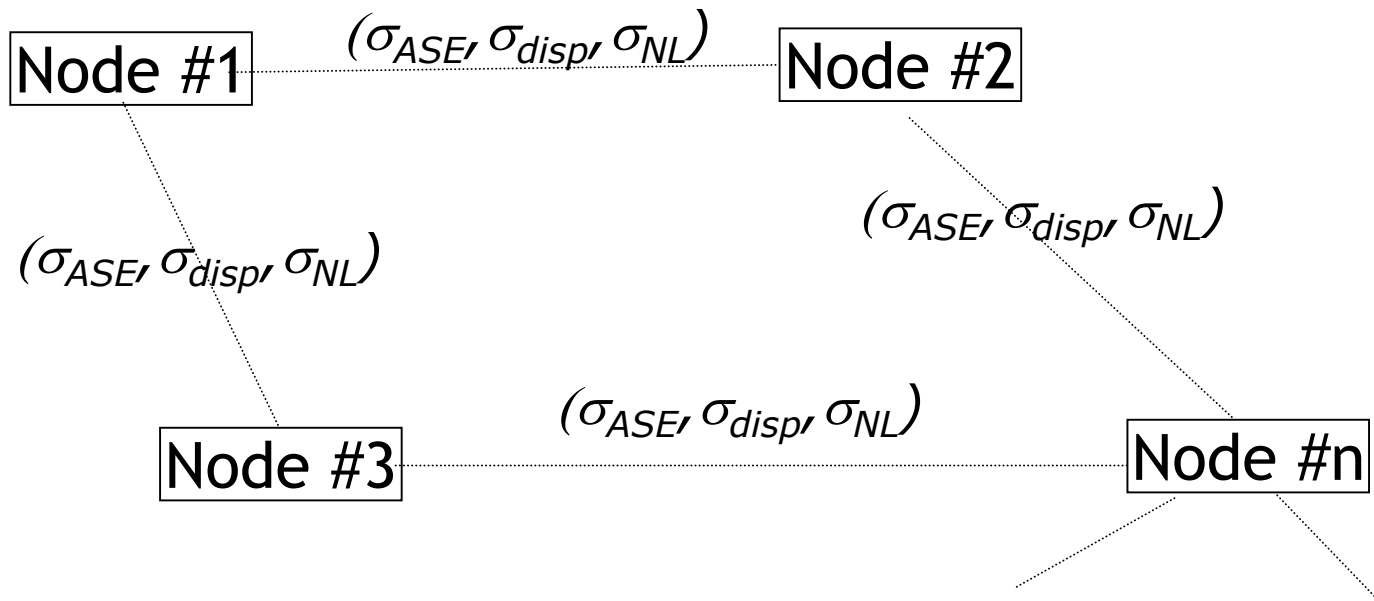 (σASE, σdisp, σNL)
Node #1
Node #2
(σASE, σdisp, σNL)
(σASE, σdisp, σNL)
(σASE, σdisp, σNL)
Node #3
Node #n